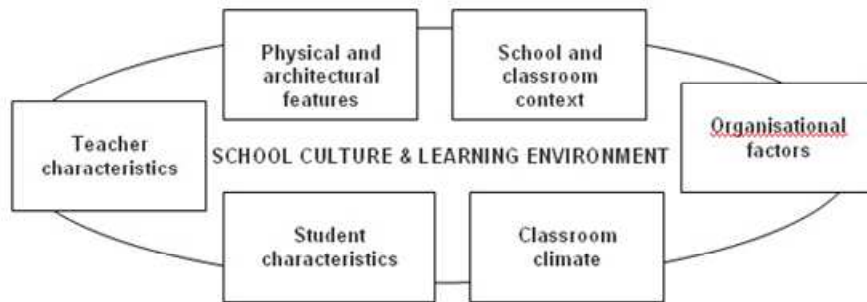 Physical and
architectural
features
School and
classroom
context
Teacher
characteristics
SCHOOL CULTURE & LEARNING ENVIRONMENT
Organisational
factors
Student
characteristics
Classroom
climate